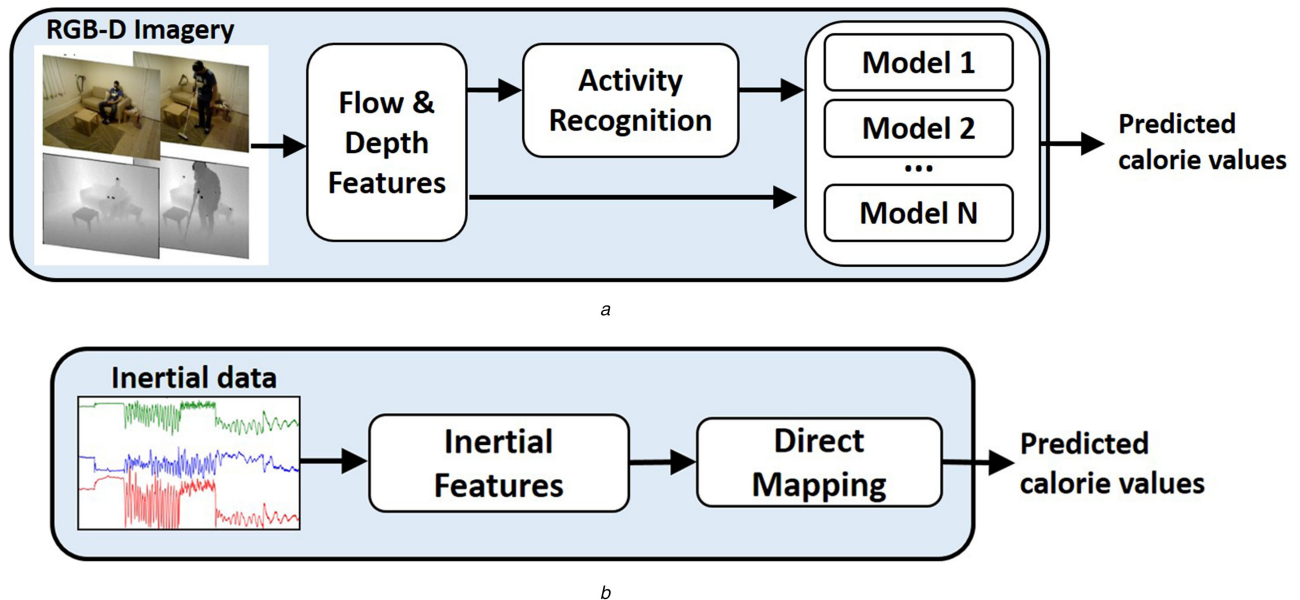 RGB-D Imagery
Flow &
Depth
Features
Activity
Recognition
Model 1
Model 2
...
Model N
Predicted
calorie values
a
Inertial data
Inertial
Features
Direct
Mapping
Predicted
calorie values
b